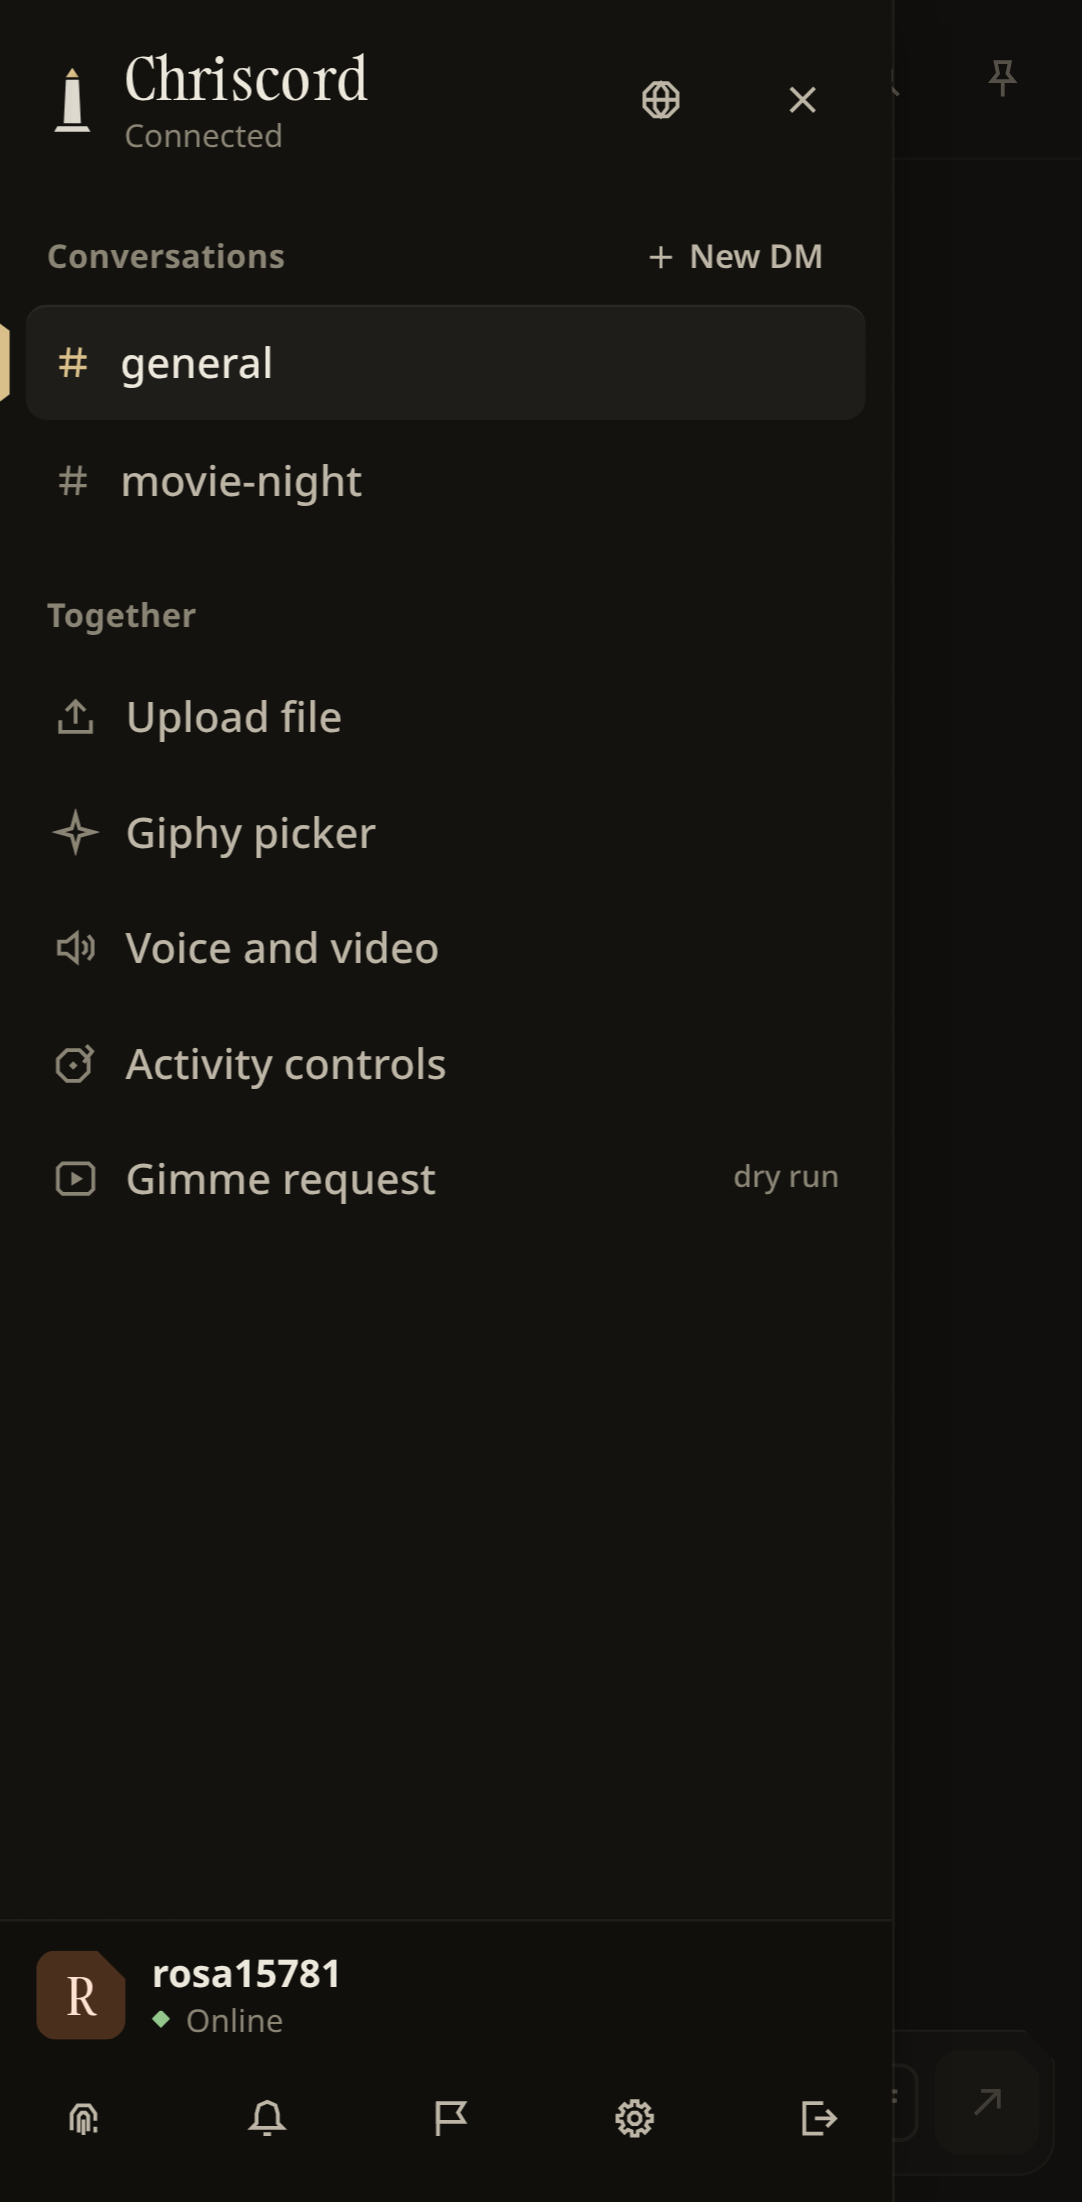 Chriscord
Connected
Conversations
+ New DM
# general
# movie-night
Together
Upload file
Giphy picker
Voice and video
Activity controls
Gimme request
dry run
R
rosa15781
Online